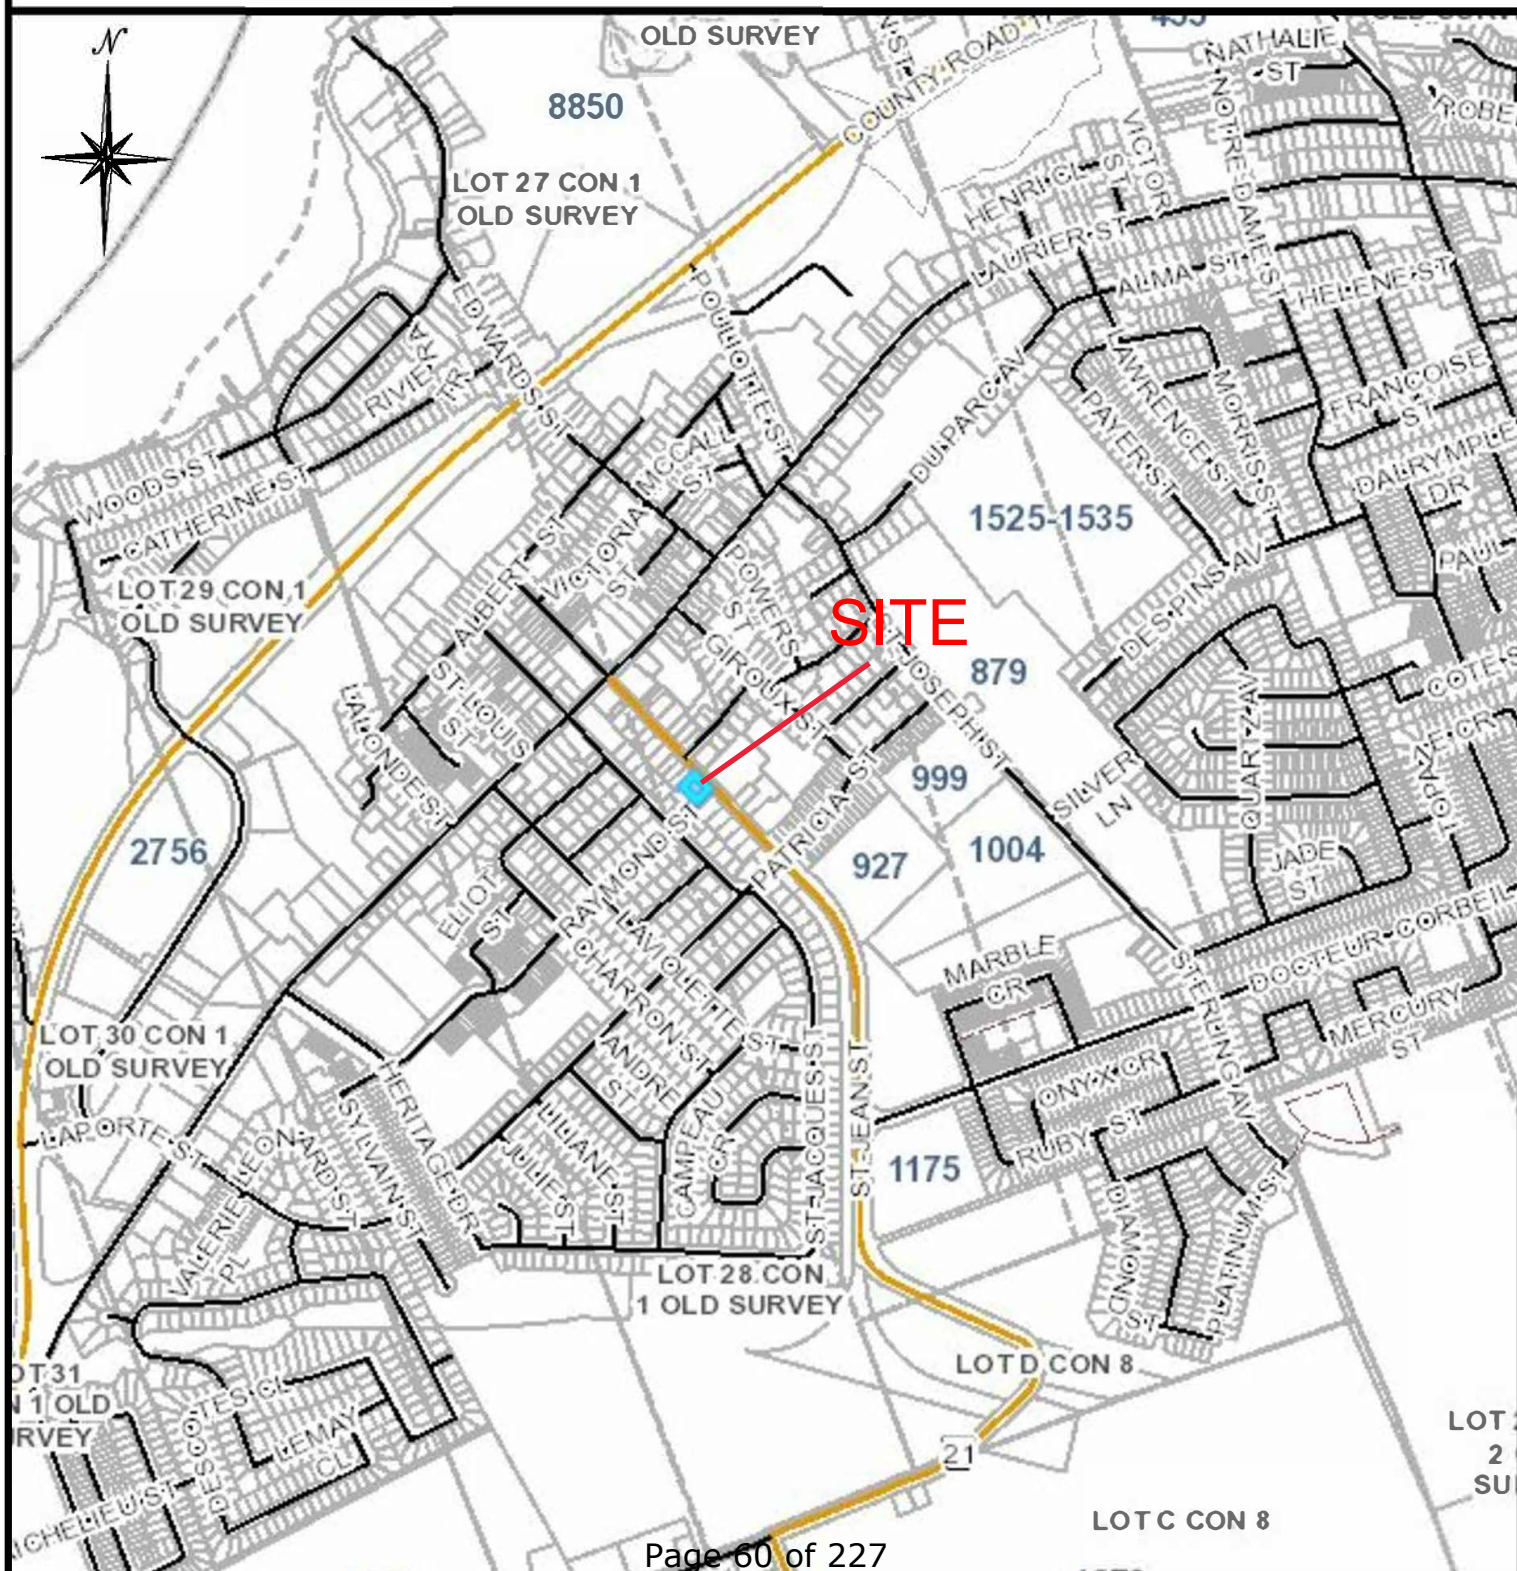 N
OLD SURVEY
NATHALIE
ST
COUNTY ROAD 17
8850
LOT 27 CON 1
OLD SURVEY
VICTOR
ST
NOTRE DAME ST
HENRI CL
LAURIER ST
ALMA ST
HELENE ST
EDWARDS ST
POULIOTTE ST
RIVIERA
TR
LAWRENCE ST
MORRIS ST
FRANCOISE
ST
PAYER ST
DU PARC AV
MCCALL
ST
WOODS ST
CATHERINE ST
DALRYMPLE
DR
1525-1535
ALBERT ST
VICTORIA
ST
POWERS
ST
PAUL
DES PINS AV
LOT 29 CON 1
OLD SURVEY
SITE
ST JOSEPH ST
GIROUX ST
879
ST LOUIS
ST
LALONDE ST
QUARTZ AV
TOPAZE CR
SILVER
LN
999
PATRICIA ST
RAYMOND ST
2756
927
1004
JADE
ST
ELIOT
ST
LAVIOLETTE ST
CHARRON ST
DOCTEUR CORBEIL
MARBLE
CR
STERLING AV
MERCURY
ST
LOT 30 CON 1
OLD SURVEY
ANDRE
ST
ST JACQUES ST
ST JEAN ST
ONYX CR
RUBY ST
HERITAGE DR
SYLVAIN ST
LILIANE ST
JULIE ST
CAMPEAU
CR
LAPORTE ST
LEONARD ST
VALERIE
PL
1175
DIAMOND
ST
PLATINUM ST
LOT 28 CON
1 OLD SURVEY
LOT D CON 8
DESCOTES CL
LEMAY
CL
21
LOT C CON 8
Page 60 of 227